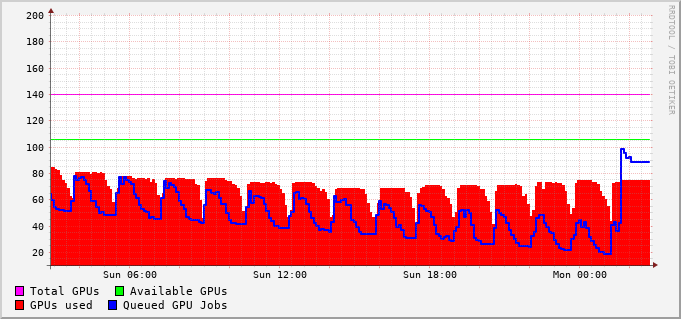 200
180
160
140
120
100
80
60
40
20
Sun 06:00 Sun 12:00 Sun 18:00 Mon 00:00
Total GPUs Available GPUs
GPUs used Queued GPU Jobs
RRDTOOL / TOBI OETIKER